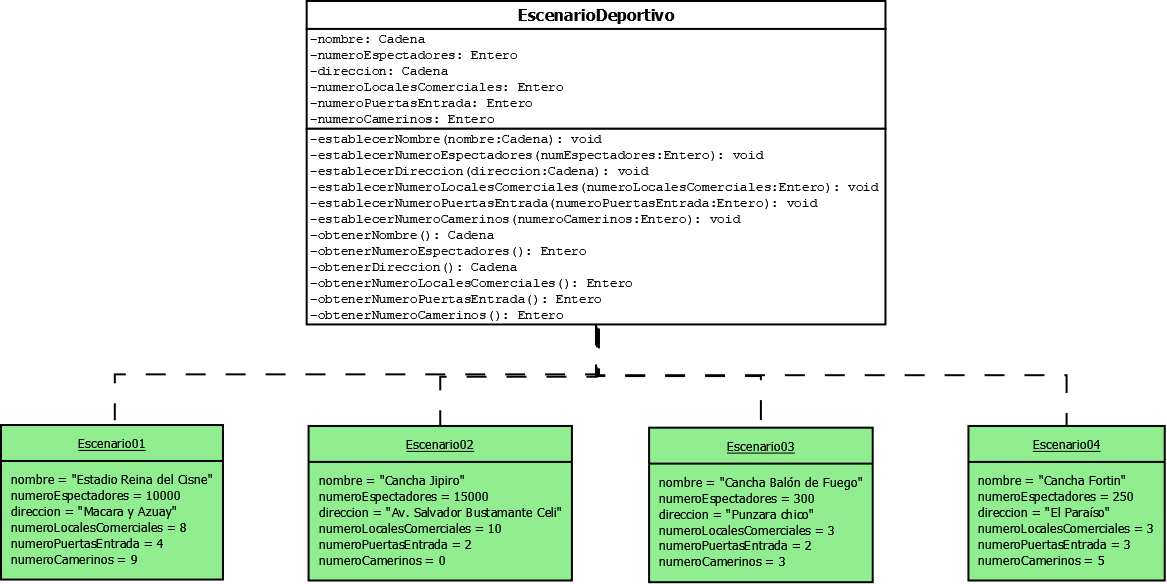 EscenarioDeportivo
-nombre: Cadena
-numeroEspectadores: Entero
-direccion: Cadena
-numeroLocalesComerciales: Entero
-numeroPuertasEntrada: Entero
-numeroCamerinos: Entero
-establecerNombre(nombre:Cadena): void
-establecerNumeroEspectadores(numEspectadores:Entero): void
-establecerDireccion(direccion:Cadena): void
-establecerNumeroLocalesComerciales(numeroLocalesComerciales:Entero): void
-establecerNumeroPuertasEntrada(numeroPuertasEntrada:Entero): void
-establecerNumeroCamerinos(numeroCamerinos:Entero): void
-obtenerNombre(): Cadena
-obtenerNumeroEspectadores(): Entero
-obtenerDireccion(): Cadena
-obtenerNumeroLocalesComerciales(): Entero
-obtenerNumeroPuertasEntrada(): Entero
-obtenerNumeroCamerinos(): Entero
Escenario01
nombre = "Estadio Reina del Cisne"
numeroEspectadores = 10000
direccion = "Macara y Azuay"
numeroLocalesComerciales = 8
numeroPuertasEntrada = 4
numeroCamerinos = 9
Escenario02
nombre = "Cancha Jipiro"
numeroEspectadores = 15000
direccion = "Av. Salvador Bustamante Celi"
numeroLocalesComerciales = 10
numeroPuertasEntrada = 2
numeroCamerinos = 0
Escenario03
nombre = "Cancha Balón de Fuego"
numeroEspectadores = 300
direccion = "Punzara chico"
numeroLocalesComerciales = 3
numeroPuertasEntrada = 2
numeroCamerinos = 3
Escenario04
nombre = "Cancha Fortin"
numeroEspectadores = 250
direccion = "El Paraíso"
numeroLocalesComerciales = 3
numeroPuertasEntrada = 3
numeroCamerinos = 5